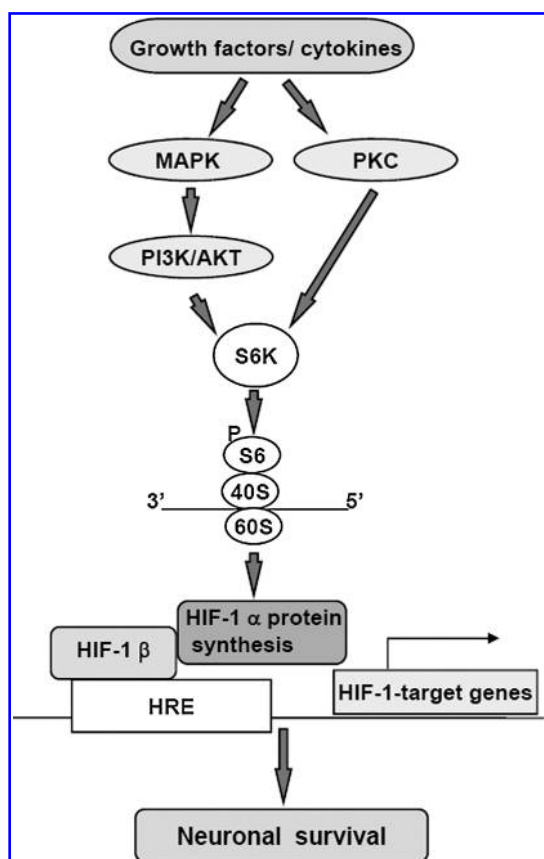 Growth factors/ cytokines
MAPK
PKC
PI3K/AKT
S6K
P
S6
40S
3’
5’
60S
HIF-1 α protein
synthesis
HIF-1 β
HIF-1-target genes
HRE
Neuronal survival